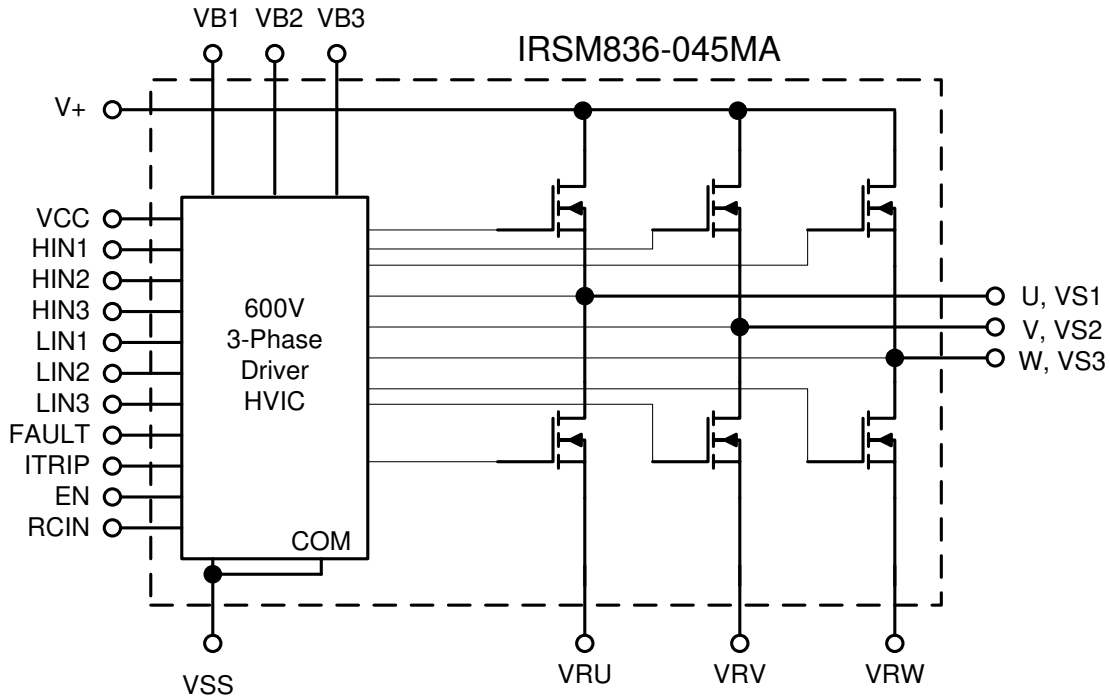 VB1 VB2 VB3
IRSM836-045MA
V+
VCC
HIN1
HIN2
HIN3
LIN1
LIN2
LIN3
FAULT
ITRIP
EN
RCIN
600V
3-Phase
Driver
HVIC
COM
U, VS1
V, VS2
W, VS3
VSS
VRU
VRV
VRW